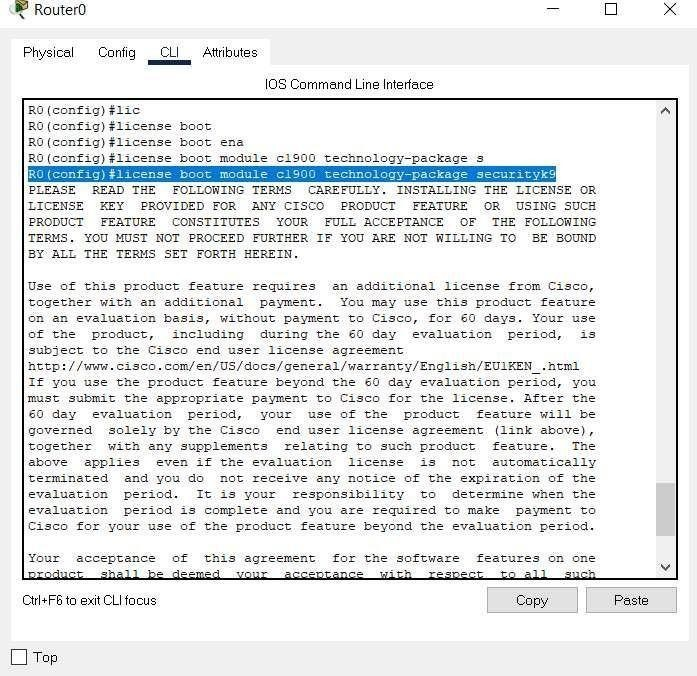 Router0
Physical Config CLI Attributes
IOS Command Line Interface
R0(config)#lic
R0(config)#license boot
R0(config)#license boot ena
R0(config)#license boot module c1900 technology-package s
R0(config)#license boot module c1900 technology-package securityk9
PLEASE READ THE FOLLOWING TERMS CAREFULLY. INSTALLING THE LICENSE OR
LICENSE KEY PROVIDED FOR ANY CISCO PRODUCT FEATURE OR USING SUCH
PRODUCT FEATURE CONSTITUTES YOUR FULL ACCEPTANCE OF THE FOLLOWING
TERMS. YOU MUST NOT PROCEED FURTHER IF YOU ARE NOT WILLING TO BE BOUND
BY ALL THE TERMS SET FORTH HEREIN.
Use of this product feature requires an additional license from Cisco,
together with an additional payment. You may use this product feature
on an evaluation basis, without payment to Cisco, for 60 days. Your use
of the product, including during the 60 day evaluation period, is
subject to the Cisco end user license agreement
http://www.cisco.com/en/US/docs/general/warranty/English/EU1KEN_.html
If you use the product feature beyond the 60 day evaluation period, you
must submit the appropriate payment to Cisco for the license. After the
60 day evaluation period, your use of the product feature will be
governed solely by the Cisco end user license agreement (link above),
together with any supplements relating to such product feature. The
above applies even if the evaluation license is not automatically
terminated and you do not receive any notice of the expiration of the
evaluation period. It is your responsibility to determine when the
evaluation period is complete and you are required to make payment to
Cisco for your use of the product feature beyond the evaluation period.
Your acceptance of this agreement for the software features on one
product shall be deemed your acceptance with respect to all such
Ctrl+F6 to exit CLI focus
Copy Paste
Top